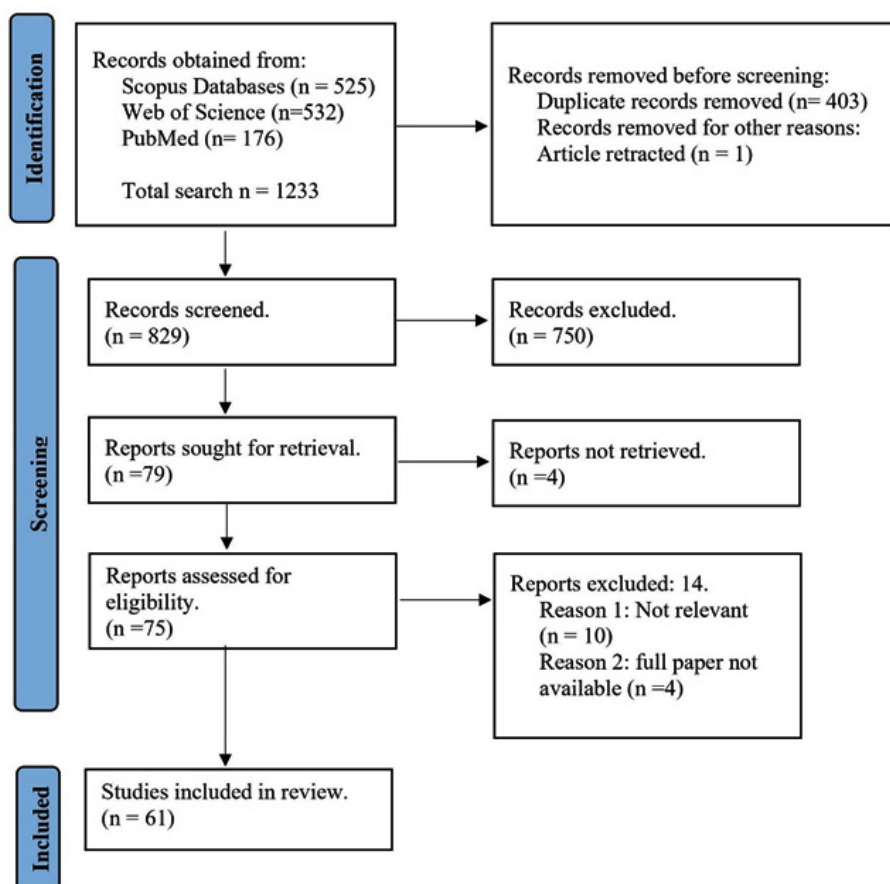 Identification
Records obtained from:
Scopus Databases (n = 525)
Web of Science (n=532)
PubMed (n= 176)
Total search n = 1233
Records removed before screening:
Duplicate records removed (n= 403)
Records removed for other reasons:
Article retracted (n = 1)
Screening
Records screened.
(n = 829)
Records excluded.
(n = 750)
Reports sought for retrieval.
(n =79)
Reports not retrieved.
(n =4)
Reports assessed for
eligibility.
(n =75)
Reports excluded: 14.
Reason 1: Not relevant
(n = 10)
Reason 2: full paper not
available (n =4)
Included
Studies included in review.
(n = 61)